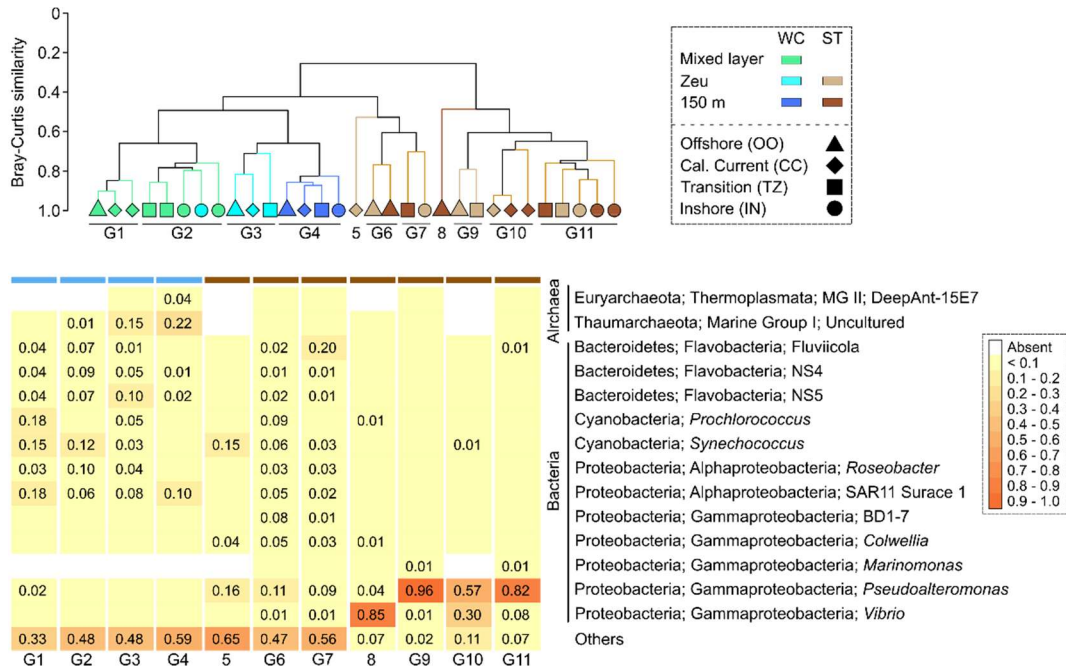 Bray-Curtis similarity
0
0.2
0.4
0.6
0.8
1.0
G1 G2 G3 G4 5 G6 G7 8 G9 G10 G11
WC ST
Mixed layer
Zeu
150 m
Offshore (OO)
Cal. Current (CC)
Transition (TZ)
Inshore (IN)
AIrchaea
0.04 Euryarchaeota; Thermoplasmata; MG II; DeepAnt-15E7
0.01 0.15 0.22 Thaumarchaeota; Marine Group I; Uncultured
Bacteria
0.04 0.07 0.01 0.02 0.20 0.01 Bacteroidetes; Flavobacteria; Fluviicola
0.04 0.09 0.05 0.01 0.01 0.01 Bacteroidetes; Flavobacteria; NS4
0.04 0.07 0.10 0.02 0.02 0.01 Bacteroidetes; Flavobacteria; NS5
0.18 0.05 0.09 0.01 Cyanobacteria; Prochlorococcus
0.15 0.12 0.03 0.15 0.06 0.03 0.01 Cyanobacteria; Synechococcus
0.03 0.10 0.04 0.03 0.03 Proteobacteria; Alphaproteobacteria; Roseobacter
0.18 0.06 0.08 0.10 0.05 0.02 Proteobacteria; Alphaproteobacteria; SAR11 Surace 1
0.08 0.01 Proteobacteria; Gammaproteobacteria; BD1-7
0.04 0.05 0.03 0.01 Proteobacteria; Gammaproteobacteria; Colwellia
0.01 0.01 Proteobacteria; Gammaproteobacteria; Marinomonas
0.02 0.16 0.11 0.09 0.04 0.96 0.57 0.82 Proteobacteria; Gammaproteobacteria; Pseudoalteromonas
0.01 0.01 0.85 0.01 0.30 0.08 Proteobacteria; Gammaproteobacteria; Vibrio
0.33 0.48 0.48 0.59 0.65 0.47 0.56 0.07 0.02 0.11 0.07 Others
G1 G2 G3 G4 5 G6 G7 8 G9 G10 G11
Absent
< 0.1
0.1 - 0.2
0.2 - 0.3
0.3 - 0.4
0.4 - 0.5
0.5 - 0.6
0.6 - 0.7
0.7 - 0.8
0.8 - 0.9
0.9 - 1.0